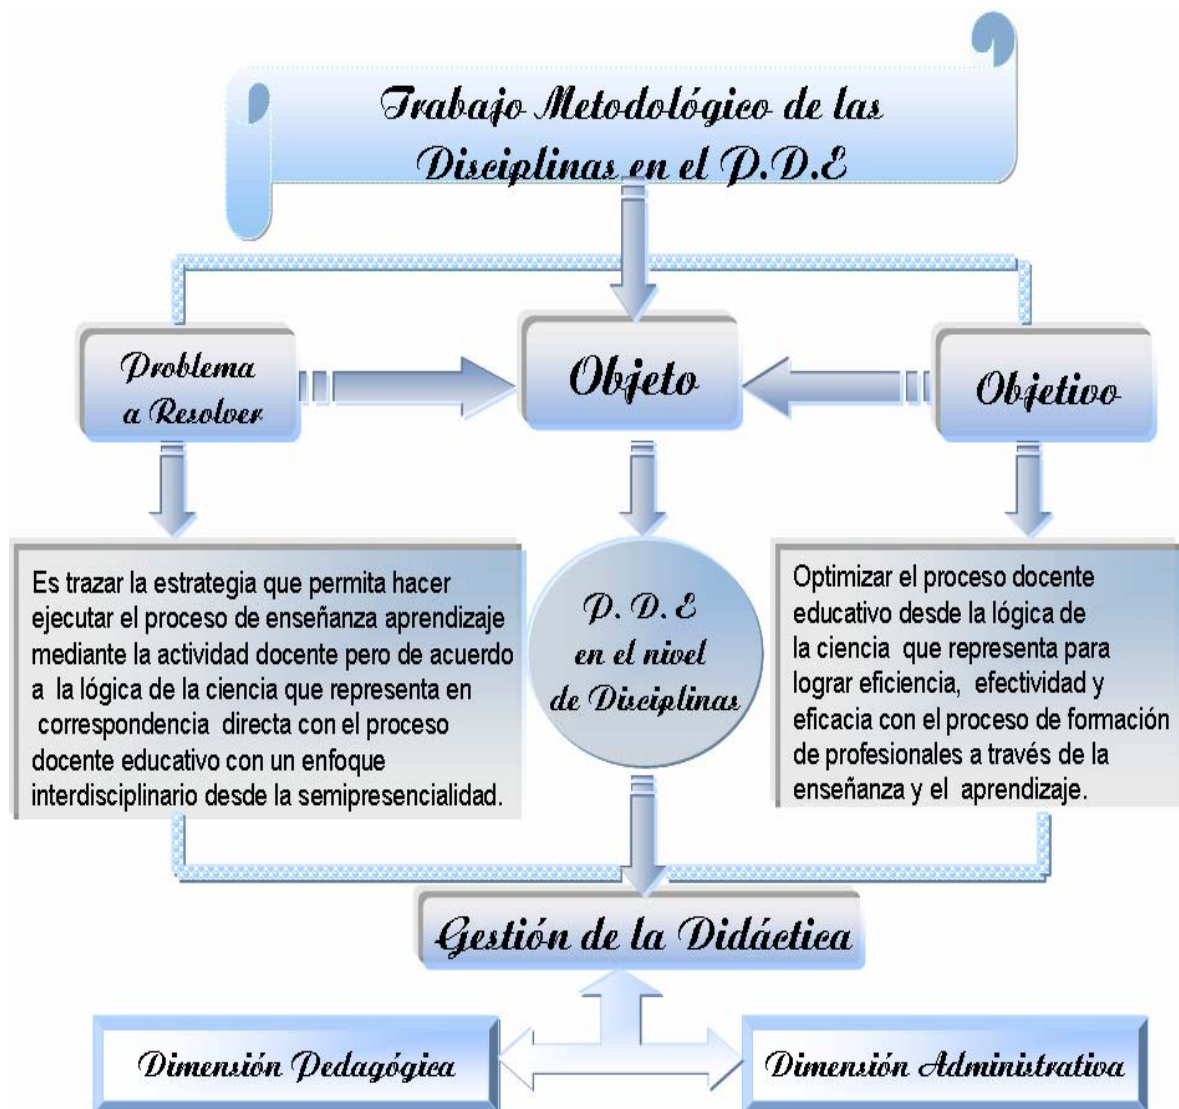 Trabajo Metodológico de las
Disciplinas en el P.D.E
Problema
a Resolver
Objeto
Objetivo
Es trazar la estrategia que permita hacer
ejecutar el proceso de enseñanza aprendizaje
mediante la actividad docente pero de acuerdo
a la lógica de la ciencia que representa en
correspondencia directa con el proceso
docente educativo con un enfoque
interdisciplinario desde la semipresencialidad.
P. D. E
en el nivel
de Disciplinas
Optimizar el proceso docente
educativo desde la lógica de
la ciencia que representa para
lograr eficiencia, efectividad y
eficacia con el proceso de formación
de profesionales a través de la
enseñanza y el aprendizaje.
Gestión de la Didáctica
Dimensión Pedagógica
Dimensión Administrativa